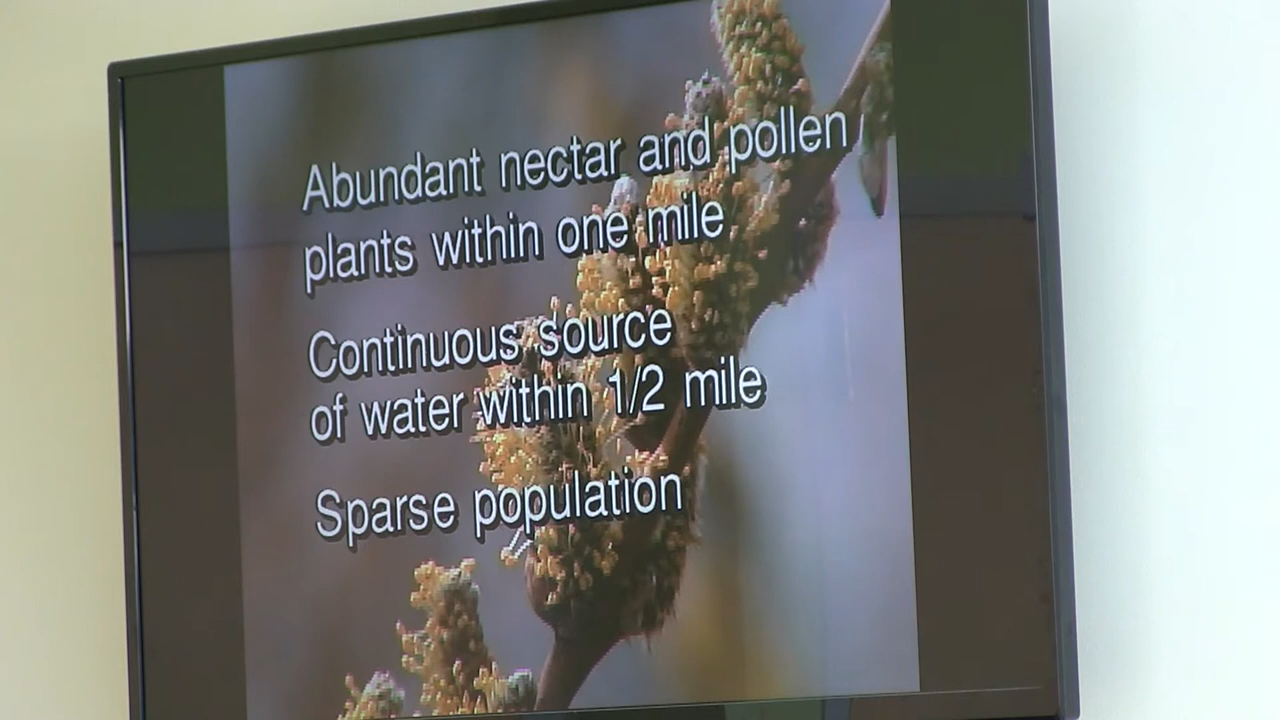 Abundant nectar and pollen
plants within one mile
Continuous source
of water within 1/2 mile
Sparse population